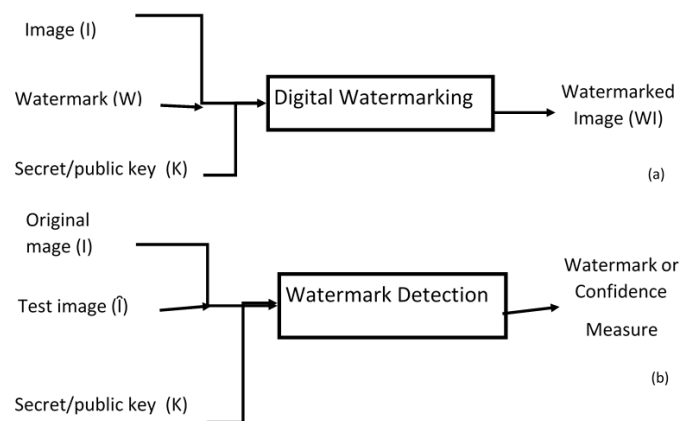 Image (I)
Watermark (W)
Secret/public key (K)
Digital Watermarking
Watermarked
Image (WI)
(a)
Original
mage (I)
Test image (Î)
Secret/public key (K)
Watermark Detection
Watermark or
Confidence
Measure
(b)